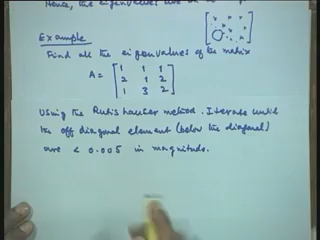 Hence, the eigenvalues are
Example
Find all the eigenvalues of the matrix
A = [ 1 1 1
2 1 2
1 3 2 ]
Using the Rutishauser method. Iterate until
the off diagonal element (below the diagonal)
are < 0.005 in magnitude.